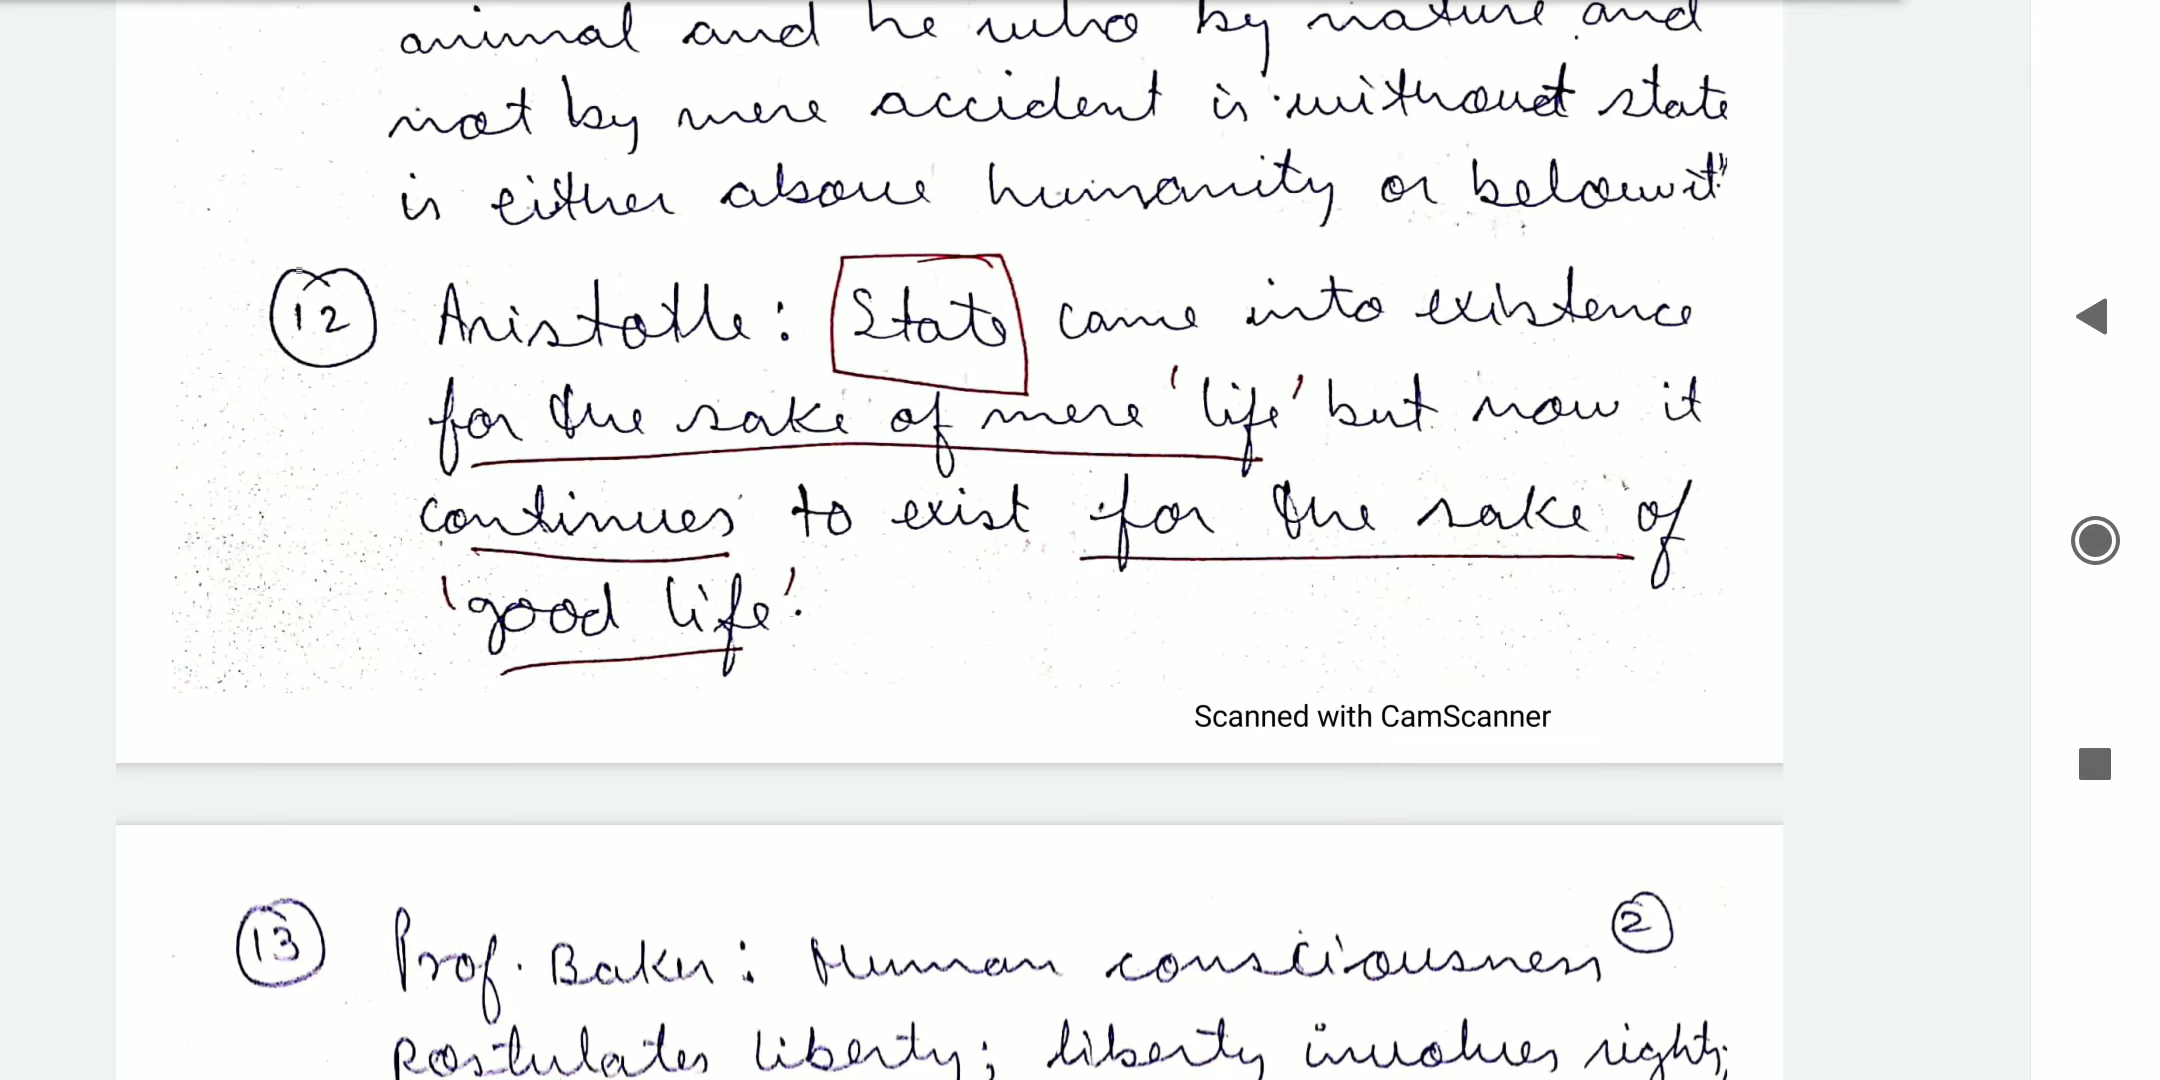 animal and he who by nature and
not by mere accident is without state
is either above humanity or below it"
12 Aristotle: State came into existence
for the sake of mere 'life' but now it
continues to exist for the sake of
'good life'.
Scanned with CamScanner
2
13 Prof. Baker: Human consciousness
postulates liberty; liberty involves rights;